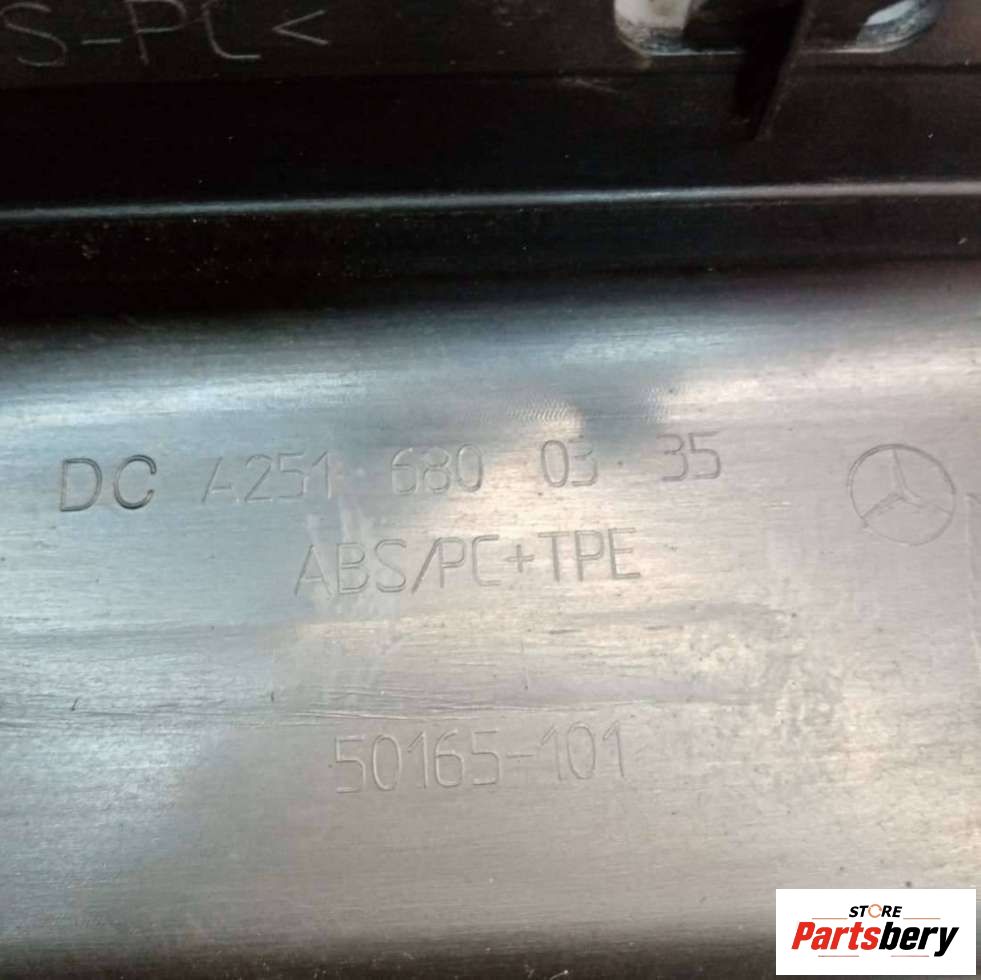 S-PC<
DC A251 680 03 35
ABS/PC+TPE
50165-101
STORE
Partsbery